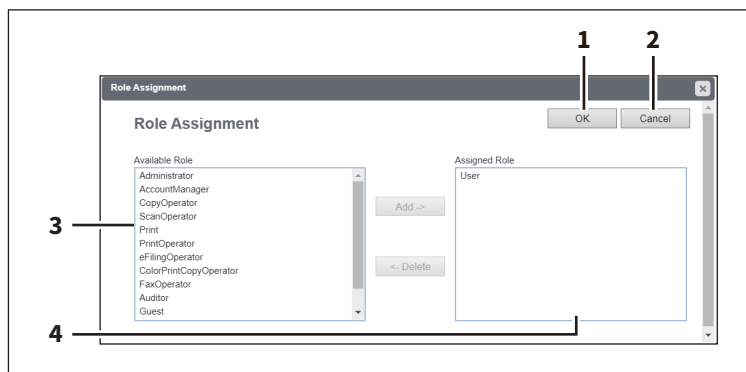 1 2
Role Assignment
Role Assignment
OK Cancel
Available Role
Assigned Role
Administrator
AccountManager
CopyOperator
ScanOperator
Print
PrintOperator
eFilingOperator
ColorPrintCopyOperator
FaxOperator
Auditor
Guest
Add ->
<- Delete
User
3
4